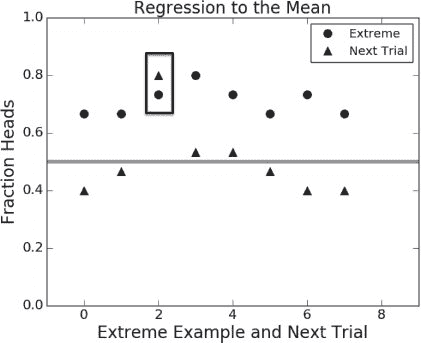 Regression to the Mean
1.0
Extreme
Next Trial
0.8
0.6
0.4
0.2
0.0
Fraction Heads
0 2 4 6 8
Extreme Example and Next Trial